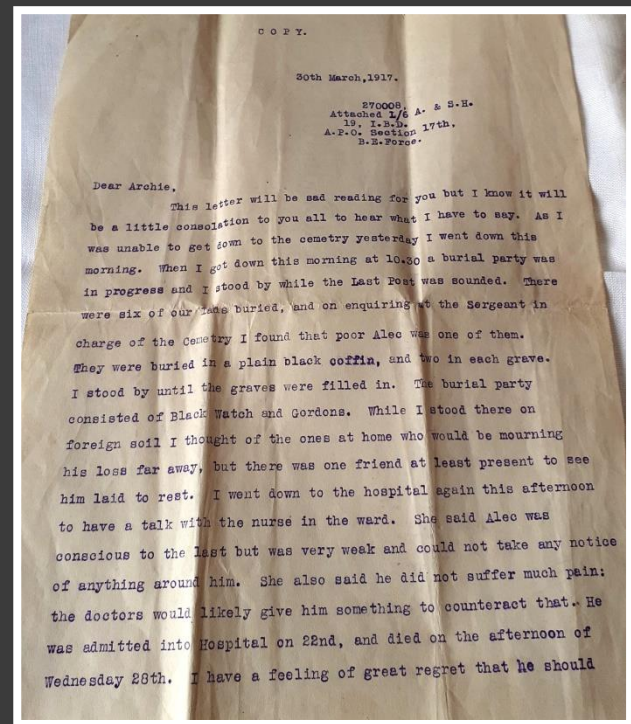 COPY.
30th March,1917.
270008,
Attached 1/6 A. & S.H.
19, I.B.D.
A.P.O. Section 17th,
B.E.Force.
Dear Archie,
This letter will be sad reading for you but I know it will
be a little consolation to you all to hear what I have to say. As I
was unable to get down to the cemetry yesterday I went down this
morning. When I got down this morning at 10.30 a burial party was
in progress and I stood by while the Last Post was sounded. There
were six of our lads buried, and on enquiring at the Sergeant in
charge of the Cemetry I found that poor Alec was one of them.
They were buried in a plain black coffin, and two in each grave.
I stood by until the graves were filled in. The burial party
consisted of Black Watch and Gordons. While I stood there on
foreign soil I thought of the ones at home who would be mourning
his loss far away, but there was one friend at least present to see
him laid to rest. I went down to the hospital again this afternoon
to have a talk with the nurse in the ward. She said Alec was
conscious to the last but was very weak and could not take any notice
of anything around him. She also said he did not suffer much pain:
the doctors would likely give him something to counteract that. He
was admitted into Hospital on 22nd, and died on the afternoon of
Wednesday 28th. I have a feeling of great regret that he should